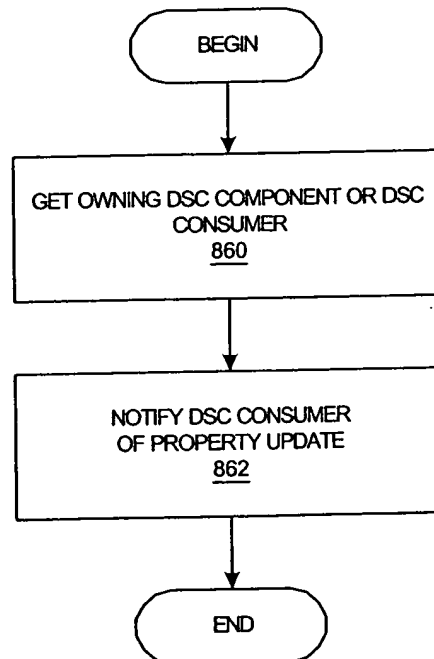 BEGIN
GET OWNING DSC COMPONENT OR DSC
CONSUMER
860
NOTIFY DSC CONSUMER
OF PROPERTY UPDATE
862
END